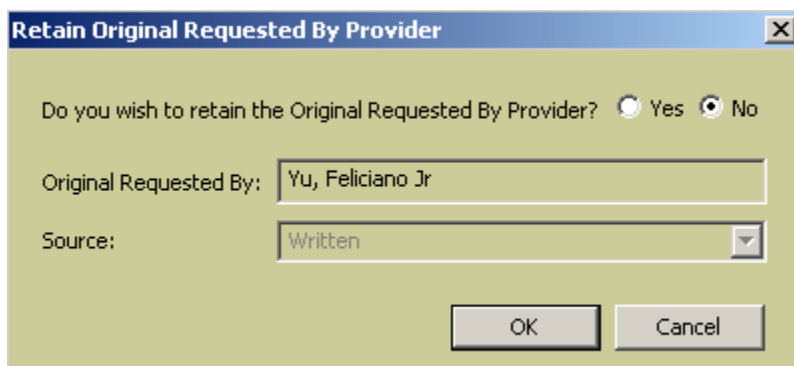 Retain Original Requested By Provider
Do you wish to retain the Original Requested By Provider? Yes No
Original Requested By: Yu, Feliciano Jr
Source: Written
OK Cancel